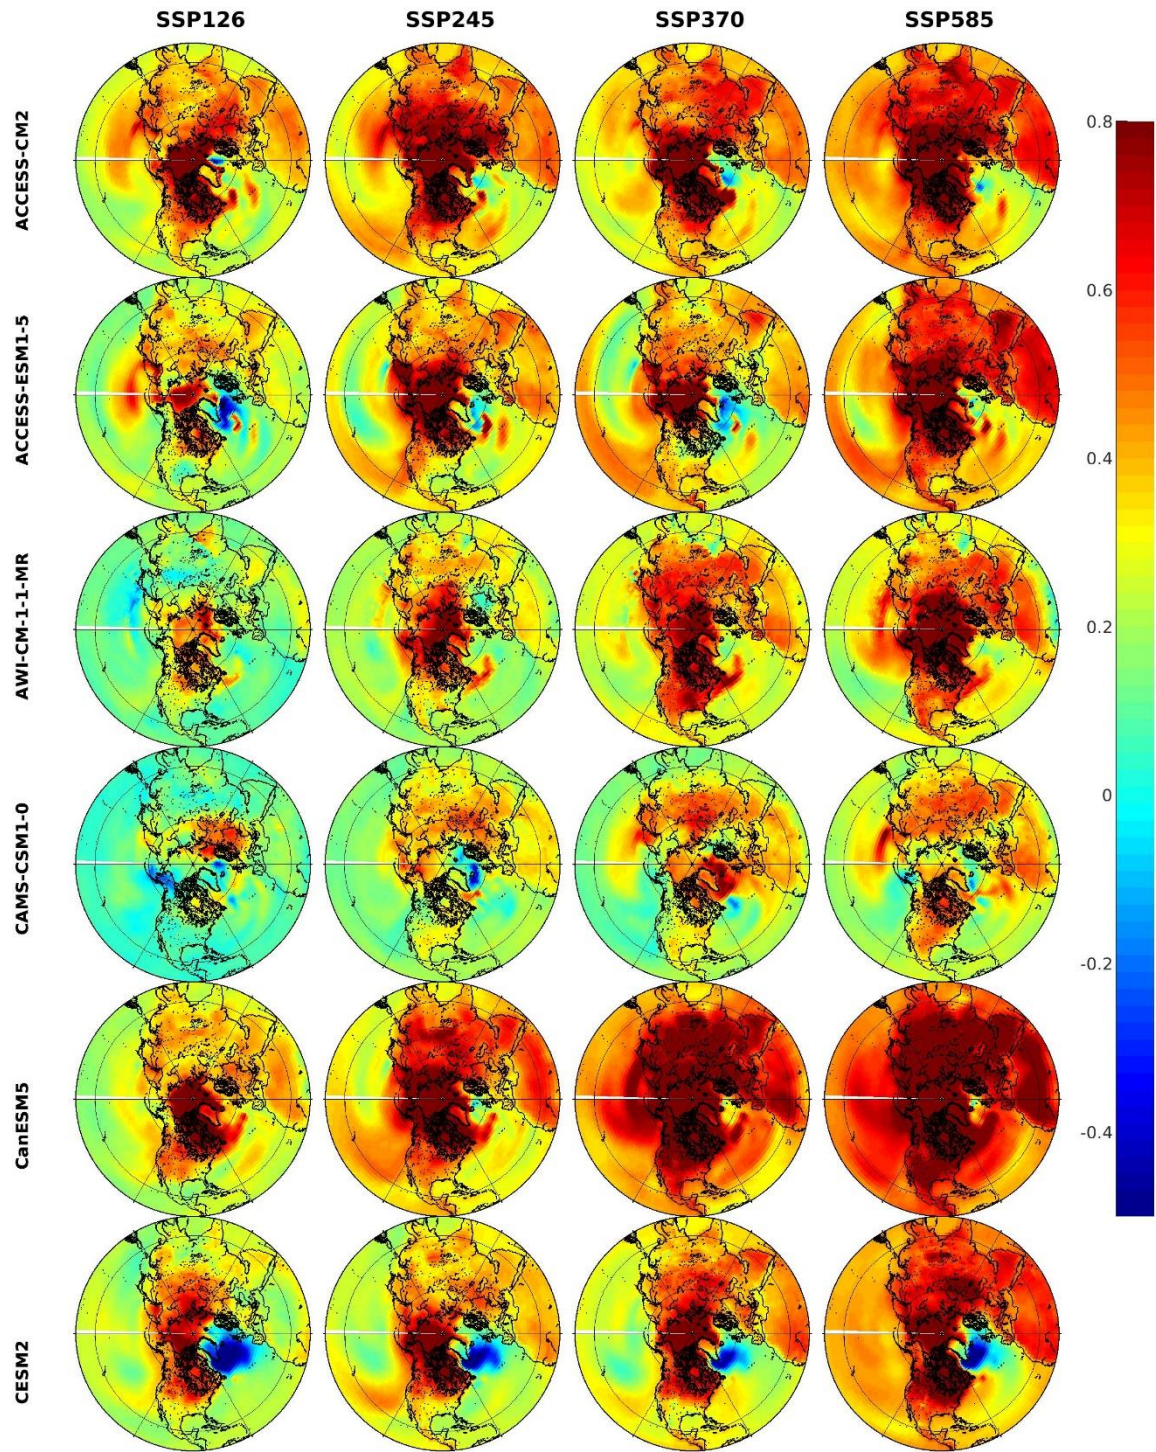 SSP126 SSP245 SSP370 SSP585
ACCESS-CM2
0.8
0.6
ACCESS-ESM1-5
0.4
AWI-CM-1-1-MR
0.2
0
CAMS-CSM1-0
-0.2
CanESM5
-0.4
CESM2